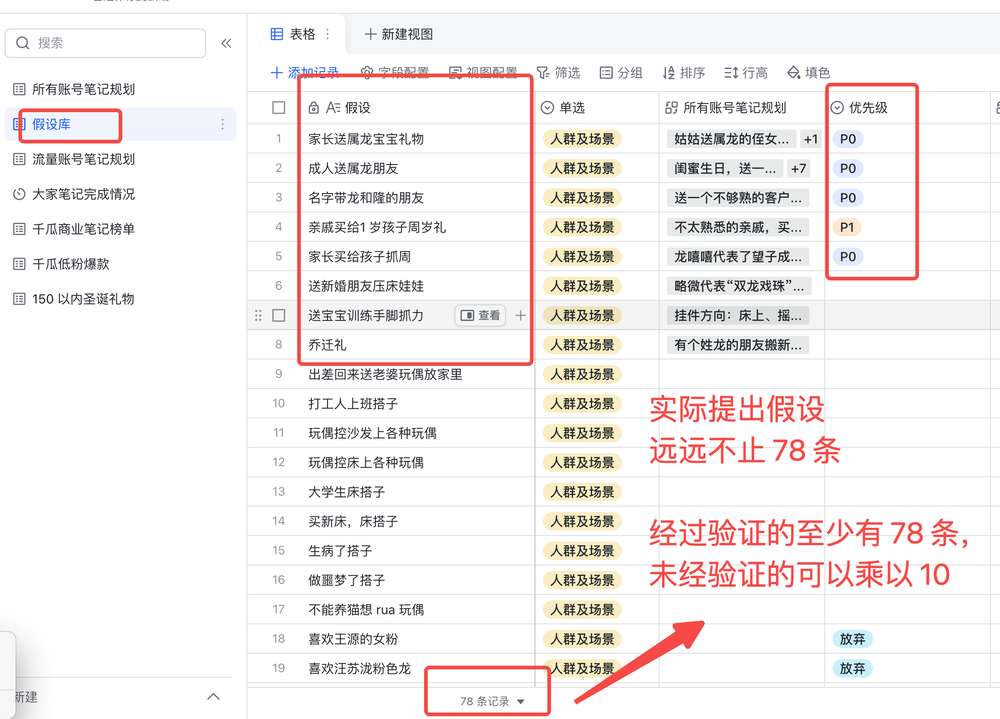 搜索
所有账号笔记规划
假设库
流量账号笔记规划
大家笔记完成情况
千瓜商业笔记榜单
千瓜低粉爆款
150 以内圣诞礼物
新建
表格
新建视图
添加记录 字段配置 视图配置 筛选 分组 排序 行高 填色
假设 单选 所有账号笔记规划 优先级
1 家长送属龙宝宝礼物 人群及场景 姑姑送属龙的侄女... +1 P0
2 成人送属龙朋友 人群及场景 闺蜜生日，送一... +7 P0
3 名字带龙和隆的朋友 人群及场景 送一个不够熟的客户... P0
4 亲戚买给1 岁孩子周岁礼 人群及场景 不太熟悉的亲戚，买... P1
5 家长买给孩子抓周 人群及场景 龙嘻嘻代表了望子成... P0
6 送新婚朋友压床娃娃 人群及场景 略微代表“双龙戏珠”...
送宝宝训练手脚抓力 查看 人群及场景 挂件方向：床上、摇...
8 乔迁礼 人群及场景 有个姓龙的朋友搬新...
9 出差回来送老婆玩偶放家里 人群及场景
10 打工人上班搭子 人群及场景
11 玩偶控沙发上各种玩偶 人群及场景
12 玩偶控床上各种玩偶 人群及场景
13 大学生床搭子 人群及场景
14 买新床，床搭子 人群及场景
15 生病了搭子 人群及场景
16 做噩梦了搭子 人群及场景
17 不能养猫想 rua 玩偶 人群及场景
18 喜欢王源的女粉 人群及场景 放弃
19 喜欢汪苏泷粉色龙 人群及场景 放弃
实际提出假设
远远不止 78 条
经过验证的至少有 78 条，
未经验证的可以乘以 10
78 条记录